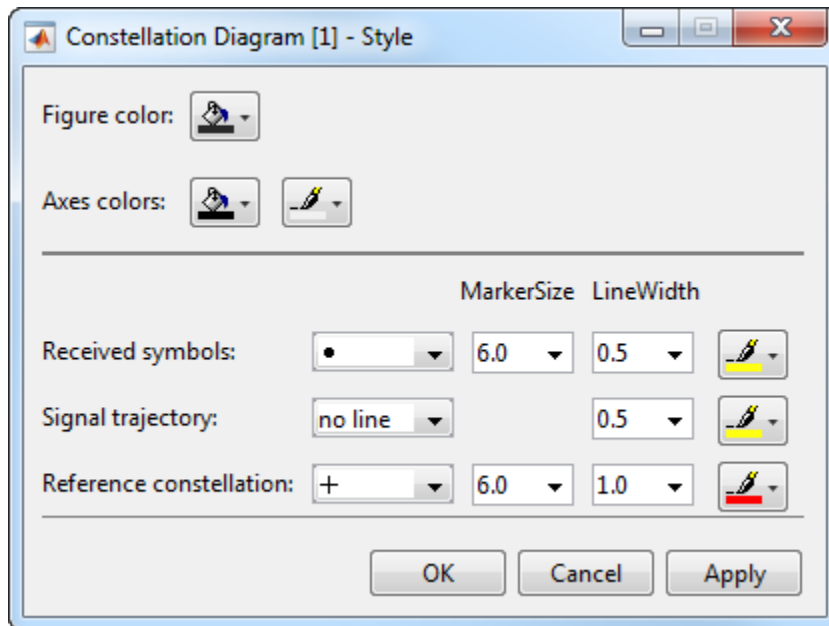 Constellation Diagram [1] - Style
Figure color:
Axes colors:
MarkerSize LineWidth
Received symbols: 6.0 0.5
Signal trajectory: no line 0.5
Reference constellation: + 6.0 1.0
OK Cancel Apply